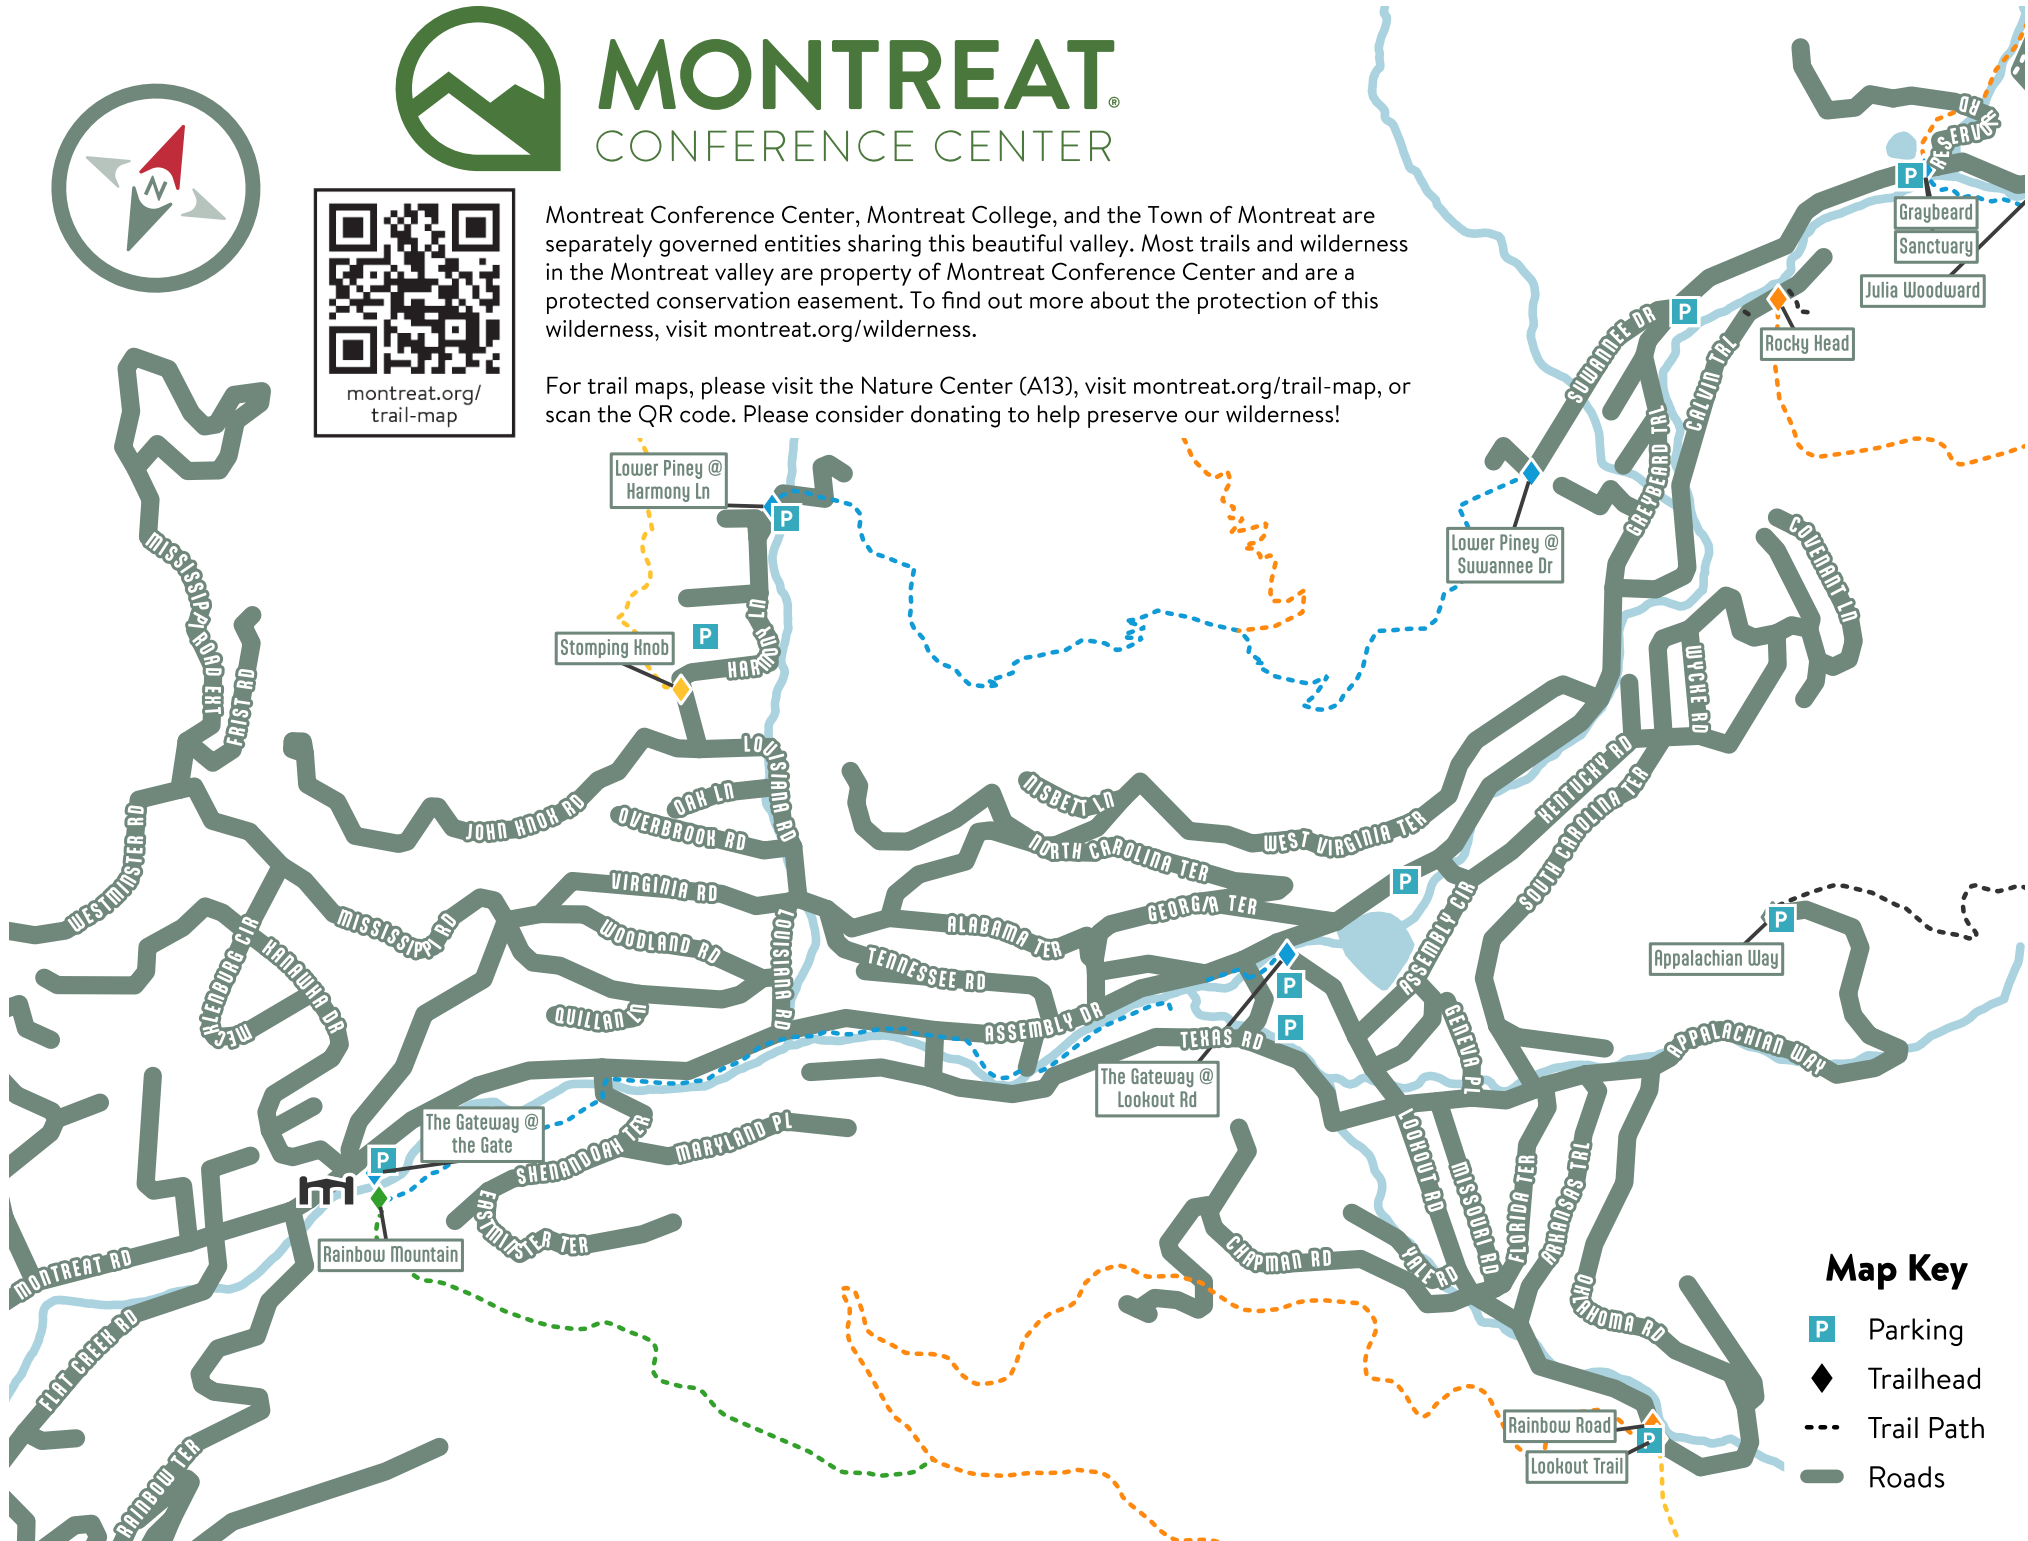 MONTREAT®
CONFERENCE CENTER
N
montreat.org/
trail-map
Montreat Conference Center, Montreat College, and the Town of Montreat are
separately governed entities sharing this beautiful valley. Most trails and wilderness
in the Montreat valley are property of Montreat Conference Center and are a
protected conservation easement. To find out more about the protection of this
wilderness, visit montreat.org/wilderness.
For trail maps, please visit the Nature Center (A13), visit montreat.org/trail-map, or
scan the QR code. Please consider donating to help preserve our wilderness!
RESERVOIR RD
P
Graybeard
Sanctuary
Julia Woodward
P
SUWANNEE DR
Rocky Head
CALVIN TRL
GREYBEARD TRL
Lower Piney @
Harmony Ln
P
Lower Piney @
Suwannee Dr
COVENANT LN
MISSISSIPPI ROAD EXT
FRIST RD
Stomping Knob
P
HARMONY LN
WYCKE RD
LOUISIANA RD
OAK LN
OVERBROOK RD
JOHN KNOX RD
NISBETT LN
NORTH CAROLINA TER
WEST VIRGINIA TER
KENTUCKY RD
SOUTH CAROLINA TER
WESTMINSTER RD
VIRGINIA RD
P
GEORGIA TER
ALABAMA TER
ASSEMBLY CIR
P
Appalachian Way
MISSISSIPPI RD
WOODLAND RD
LOUISIANA RD
TENNESSEE RD
MECKLENBURG CIR
KANAWHA DR
QUILLAN LN
ASSEMBLY DR
TEXAS RD
P
P
GENEVA PL
APPALACHIAN WAY
The Gateway @
Lookout Rd
The Gateway @
the Gate
P
SHENANDOAH TER
MARYLAND PL
EASTMINSTER TER
Rainbow Mountain
MONTREAT RD
FLAT CREEK RD
RAINBOW TER
LOOKOUT RD
MISSOURI RD
FLORIDA TER
ARKANSAS TRL
CHAPMAN RD
YALE RD
OKLAHOMA RD
Rainbow Road
P
Lookout Trail
Map Key
P Parking
Trailhead
Trail Path
Roads